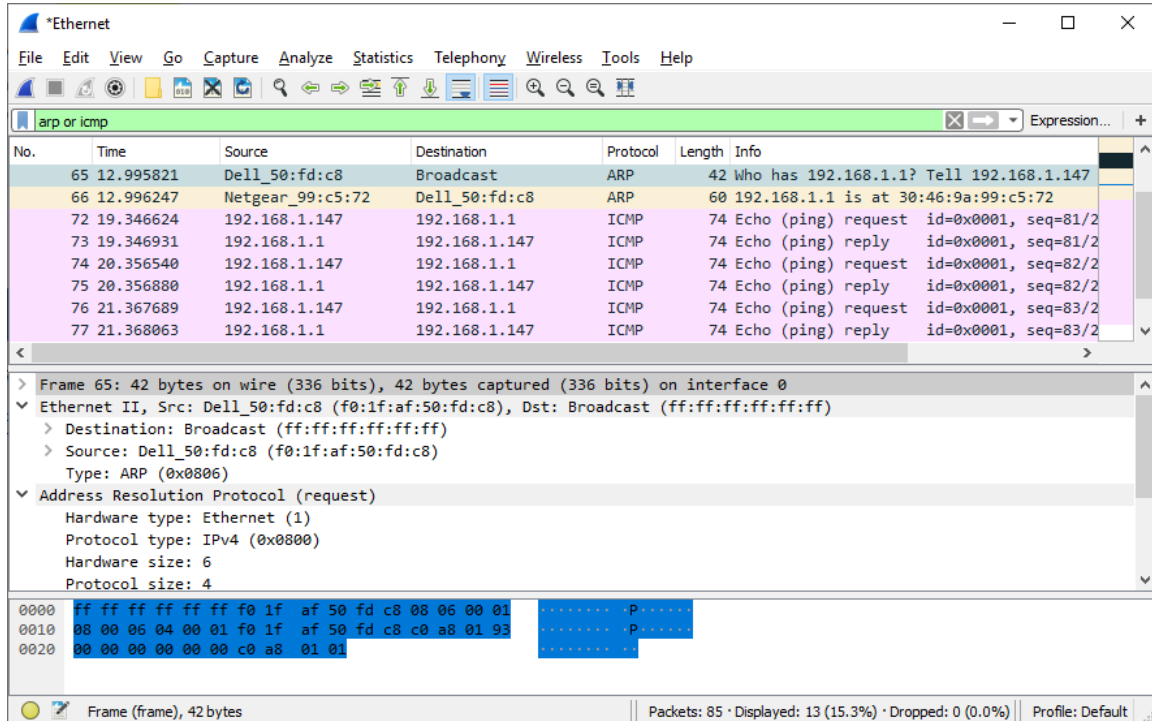 *Ethernet
File Edit View Go Capture Analyze Statistics Telephony Wireless Tools Help
arp or icmp Expression... +
No. Time Source Destination Protocol Length Info
65 12.995821 Dell_50:fd:c8 Broadcast ARP 42 Who has 192.168.1.1? Tell 192.168.1.147
66 12.996247 Netgear_99:c5:72 Dell_50:fd:c8 ARP 60 192.168.1.1 is at 30:46:9a:99:c5:72
72 19.346624 192.168.1.147 192.168.1.1 ICMP 74 Echo (ping) request id=0x0001, seq=81/2
73 19.346931 192.168.1.1 192.168.1.147 ICMP 74 Echo (ping) reply id=0x0001, seq=81/2
74 20.356540 192.168.1.147 192.168.1.1 ICMP 74 Echo (ping) request id=0x0001, seq=82/2
75 20.356880 192.168.1.1 192.168.1.147 ICMP 74 Echo (ping) reply id=0x0001, seq=82/2
76 21.367689 192.168.1.147 192.168.1.1 ICMP 74 Echo (ping) request id=0x0001, seq=83/2
77 21.368063 192.168.1.1 192.168.1.147 ICMP 74 Echo (ping) reply id=0x0001, seq=83/2
> Frame 65: 42 bytes on wire (336 bits), 42 bytes captured (336 bits) on interface 0
Ethernet II, Src: Dell_50:fd:c8 (f0:1f:af:50:fd:c8), Dst: Broadcast (ff:ff:ff:ff:ff:ff)
> Destination: Broadcast (ff:ff:ff:ff:ff:ff)
> Source: Dell_50:fd:c8 (f0:1f:af:50:fd:c8)
Type: ARP (0x0806)
Address Resolution Protocol (request)
Hardware type: Ethernet (1)
Protocol type: IPv4 (0x0800)
Hardware size: 6
Protocol size: 4
0000 ff ff ff ff ff ff f0 1f af 50 fd c8 08 06 00 01 ········ ·P······
0010 08 00 06 04 00 01 f0 1f af 50 fd c8 c0 a8 01 93 ········ ·P······
0020 00 00 00 00 00 00 c0 a8 01 01 ········ ··
Frame (frame), 42 bytes Packets: 85 · Displayed: 13 (15.3%) · Dropped: 0 (0.0%) Profile: Default